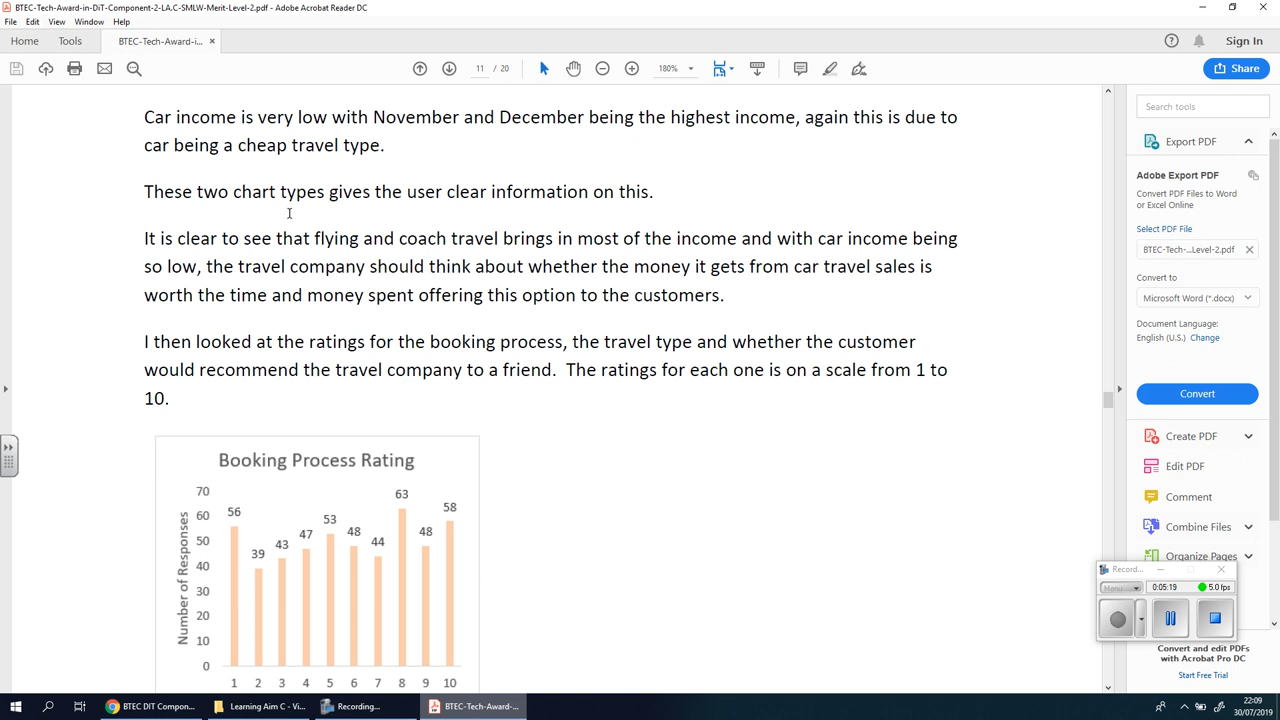 BTEC-Tech-Award-in-DiT-Component-2-LA.C-SMLW-Merit-Level-2.pdf - Adobe Acrobat Reader DC
File Edit View Window Help
Home Tools BTEC-Tech-Award-i... × Sign In
11 / 20 180% Share
Car income is very low with November and December being the highest income, again this is due to
car being a cheap travel type.
These two chart types gives the user clear information on this.
It is clear to see that flying and coach travel brings in most of the income and with car income being
so low, the travel company should think about whether the money it gets from car travel sales is
worth the time and money spent offering this option to the customers.
I then looked at the ratings for the booking process, the travel type and whether the customer
would recommend the travel company to a friend. The ratings for each one is on a scale from 1 to
10.
Booking Process Rating
Number of Responses
70
60
50
40
30
20
10
0
56 39 43 47 53 48 44 63 48 58
1 2 3 4 5 6 7 8 9 10
Search tools
Export PDF
Adobe Export PDF
Convert PDF Files to Word
or Excel Online
Select PDF File
BTEC-...Level-2.pdf
Convert to
Microsoft Word (*.docx)
Document Language:
English (U.S.) Change
Convert
Create PDF
Edit PDF
Comment
Combine Files
Organize Pages
Record...
Menu 0:05:19 5.0 fps
Convert and edit PDFs
with Acrobat Pro DC
Start Free Trial
BTEC DIT Compon...
Learning Aim C - Vi...
Recording...
BTEC-Tech-Award-...
22:09
30/07/2019